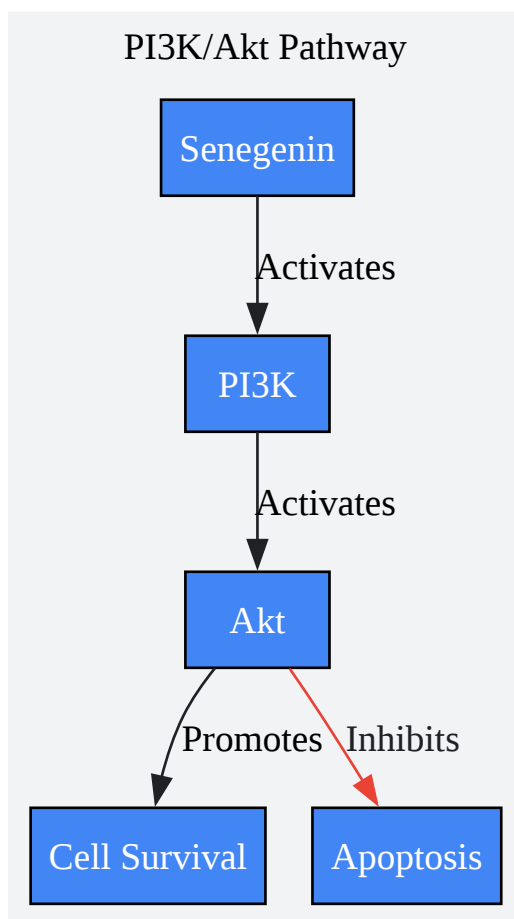 PI3K/Akt Pathway
Senegenin
Activates
PI3K
Activates
Akt
Promotes
Inhibits
Cell Survival
Apoptosis